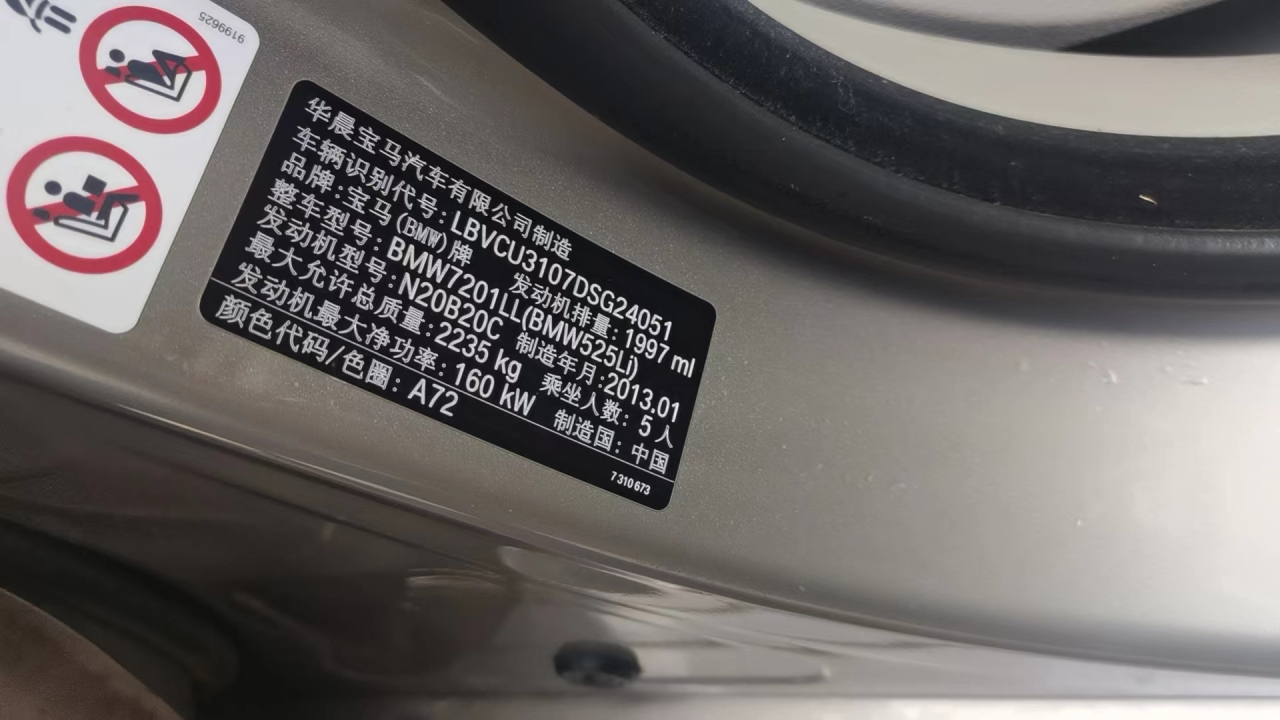 9199625
华晨宝马汽车有限公司制造
车辆识别代号: LBVCU3107DSG24051
品牌:宝马(BMW)牌 发动机排量: 1997 ml
整车型号: BMW7201LL(BMW525Li)
发动机型号:N20B20C 制造年月:2013.01
最大允许总质量:2235 kg 乘坐人数: 5人
发动机最大净功率: 160 kW 制造国: 中国
颜色代码/色圈: A72
7 310 673